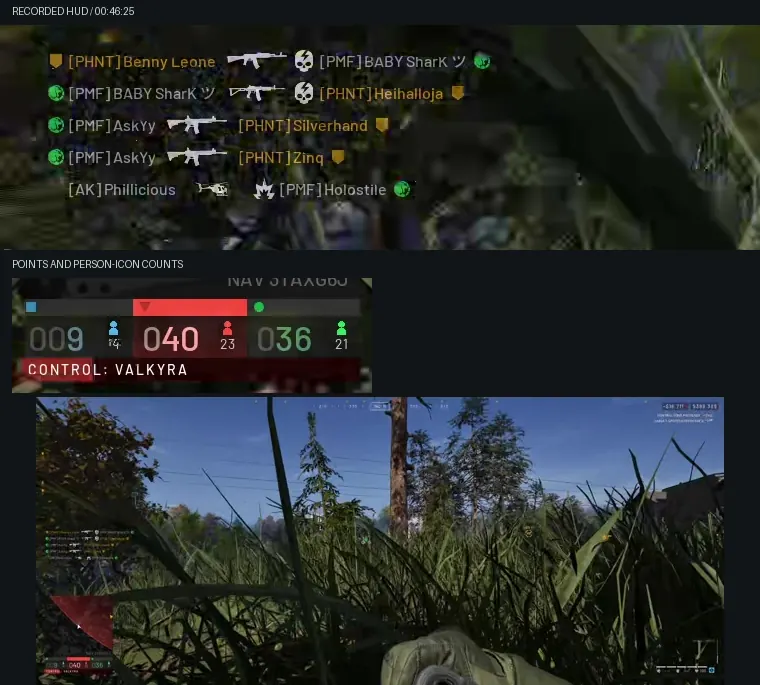 RECORDED HUD / 00:46:25
[PHNT] Benny Leone [PMF] BABY SharK ツ
[PMF] BABY SharK ツ [PHNT] Heihalloja
[PMF] AskYy [PHNT] Silverhand
[PMF] AskYy [PHNT] Zinq
[AK] Phillicious [PMF] Holostile
POINTS AND PERSON-ICON COUNTS
009 14 040 23 036 21
CONTROL: VALKYRA